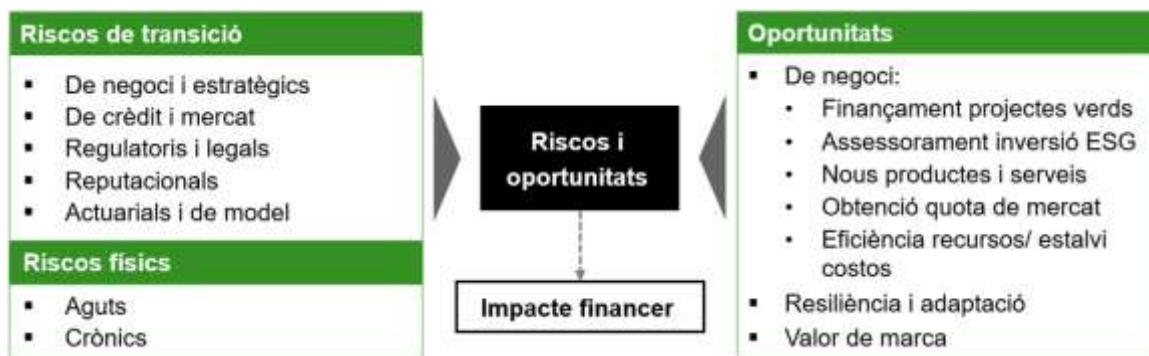 Riscos de transició
▪ De negoci i estratègics
▪ De crèdit i mercat
▪ Regulatoris i legals
▪ Reputacionals
▪ Actuarials i de model
Riscos físics
▪ Aguts
▪ Crònics
Riscos i
oportunitats
Impacte financer
Oportunitats
▪ De negoci:
• Finançament projectes verds
• Assessorament inversió ESG
• Nous productes i serveis
• Obtenció quota de mercat
• Eficiència recursos/ estalvi
costos
▪ Resiliència i adaptació
▪ Valor de marca